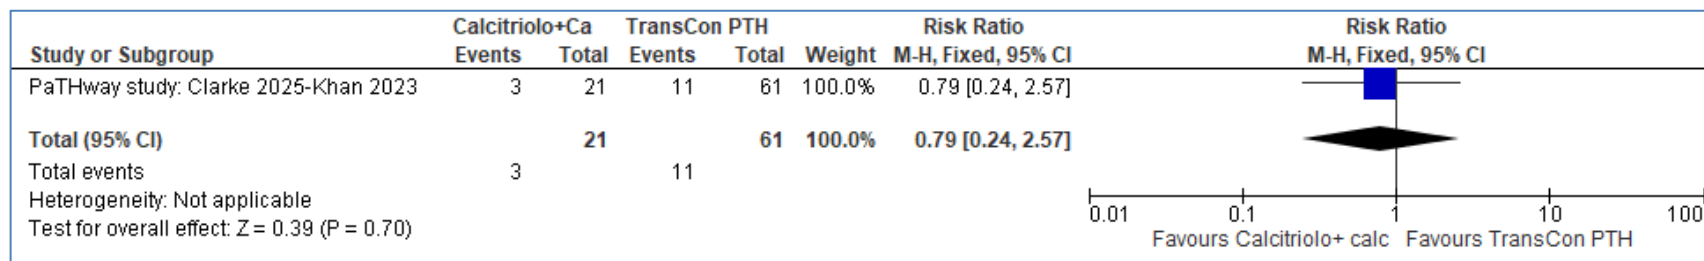 Calcitriolo+Ca TransCon PTH Risk Ratio Risk Ratio
Study or Subgroup Events Total Events Total Weight M-H, Fixed, 95% CI M-H, Fixed, 95% CI
PaTHway study: Clarke 2025-Khan 2023 3 21 11 61 100.0% 0.79 [0.24, 2.57]
Total (95% CI) 21 61 100.0% 0.79 [0.24, 2.57]
Total events 3 11
Heterogeneity: Not applicable
Test for overall effect: Z = 0.39 (P = 0.70)
0.01 0.1 1 10 100
Favours Calcitriolo+ calc Favours TransCon PTH